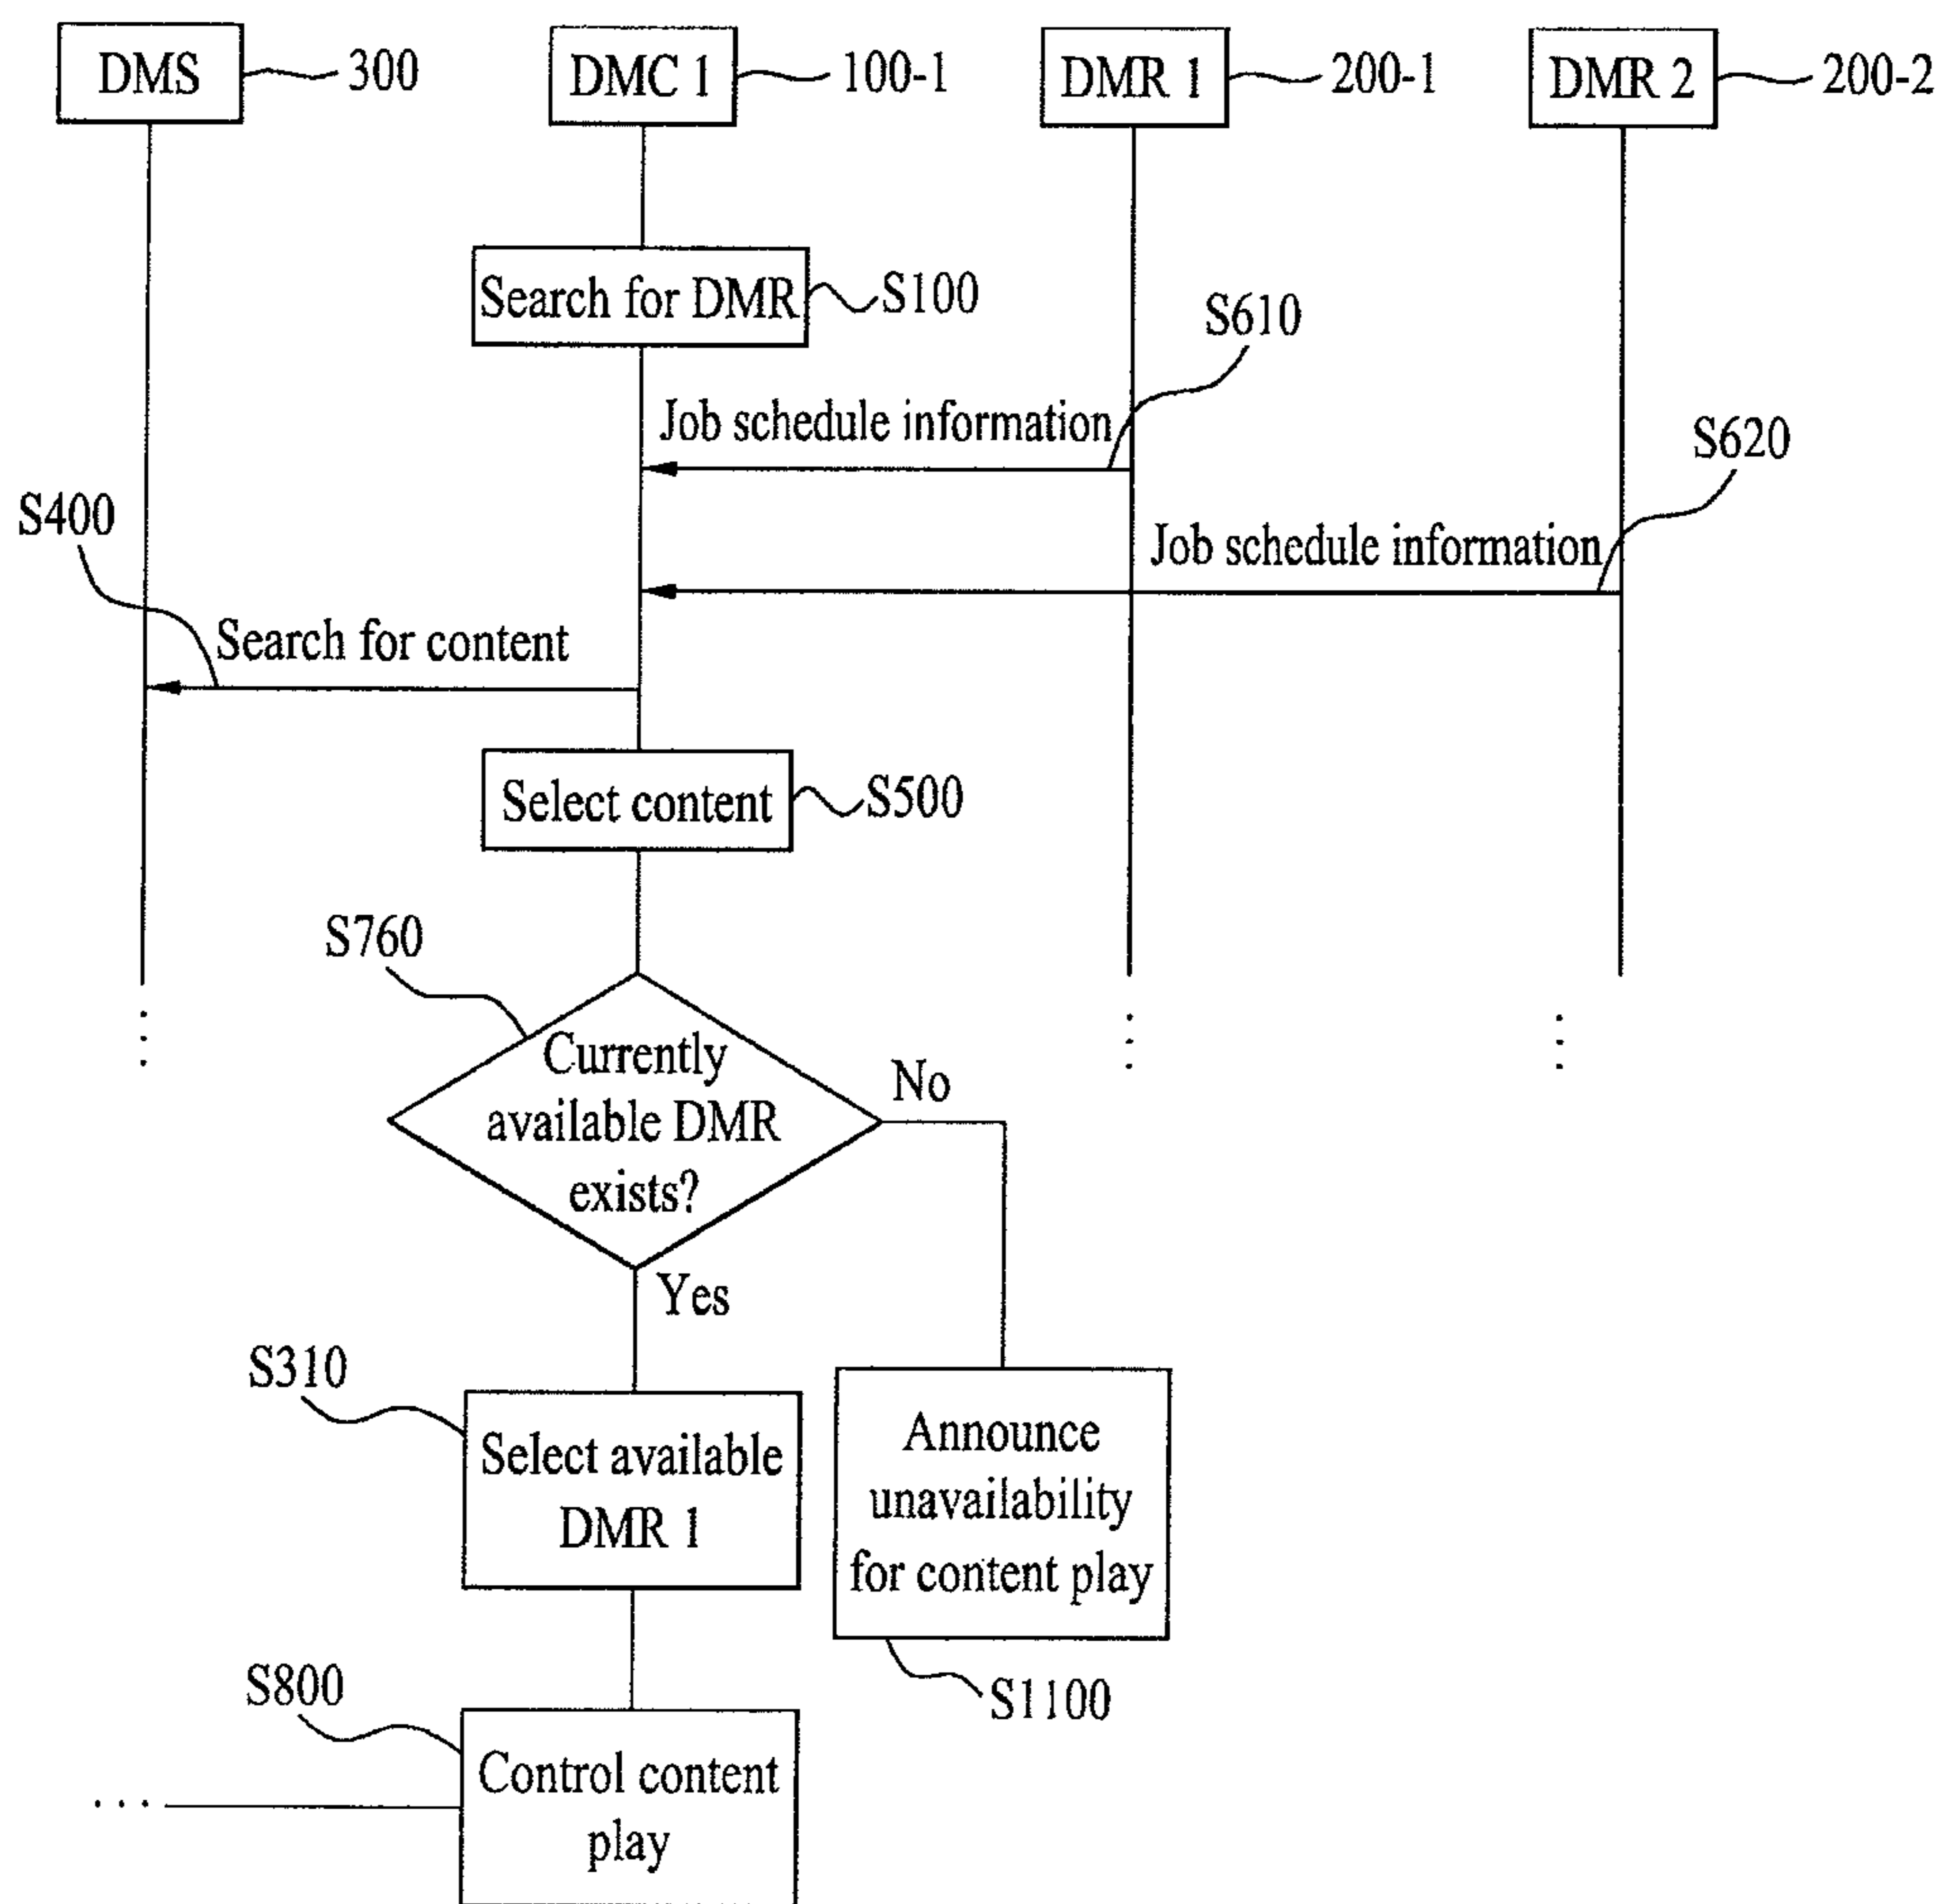 DMS
300
DMC 1
100-1
DMR 1
200-1
DMR 2
200-2
Search for DMR
S100
S610
Job schedule information
S620
Job schedule information
S400
Search for content
Select content
S500
S760
Currently
available DMR
exists?
No
Yes
S310
Select available
DMR 1
Announce
unavailability
for content play
S1100
S800
Control content
play